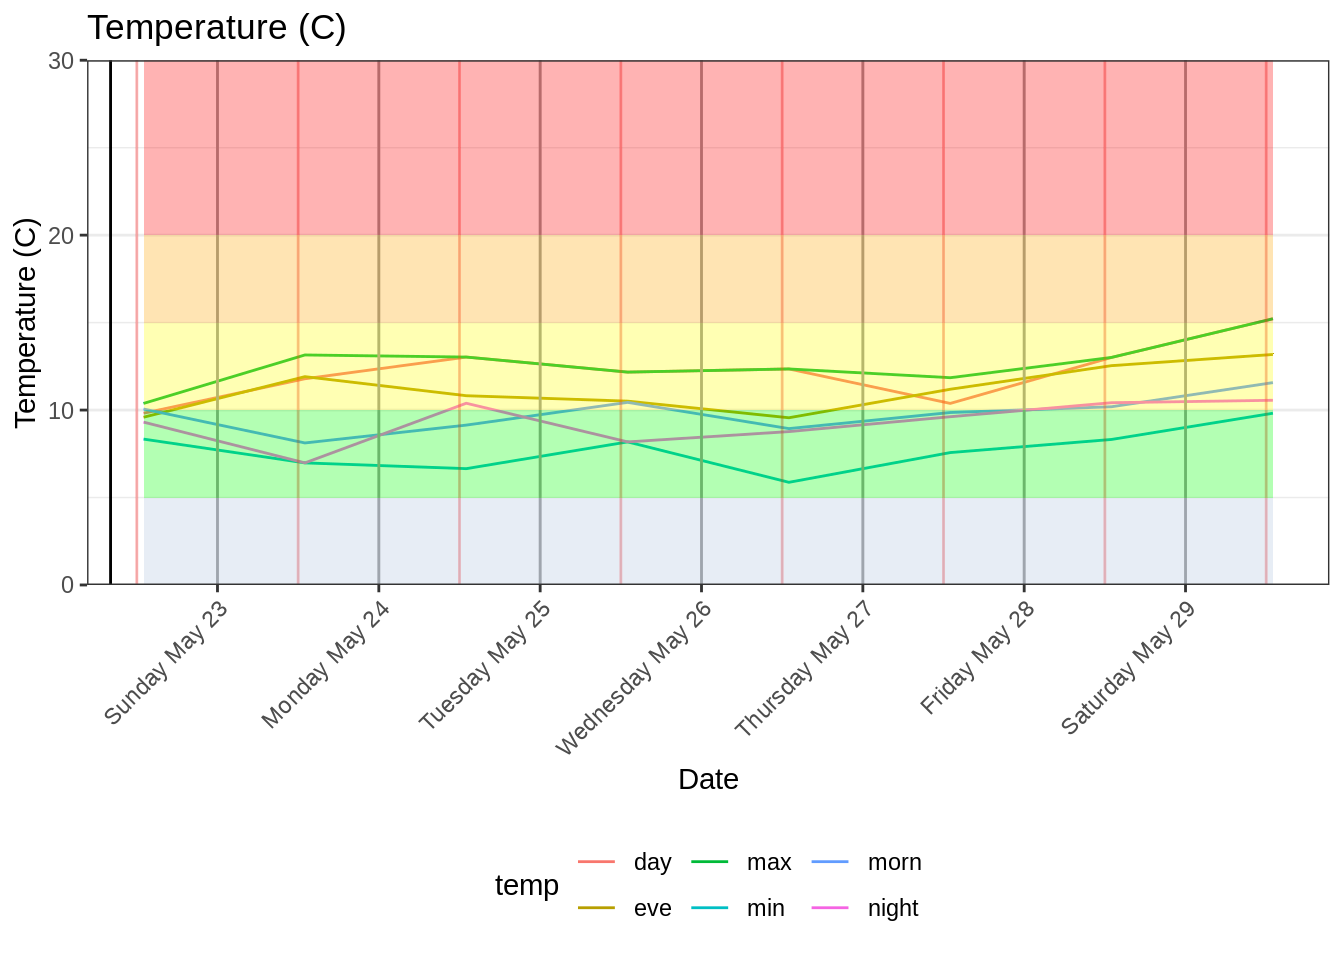 Temperature (C)
30
20
10
0
Temperature (C)
Sunday May 23
Monday May 24
Tuesday May 25
Wednesday May 26
Thursday May 27
Friday May 28
Saturday May 29
Date
temp
day
max
morn
eve
min
night